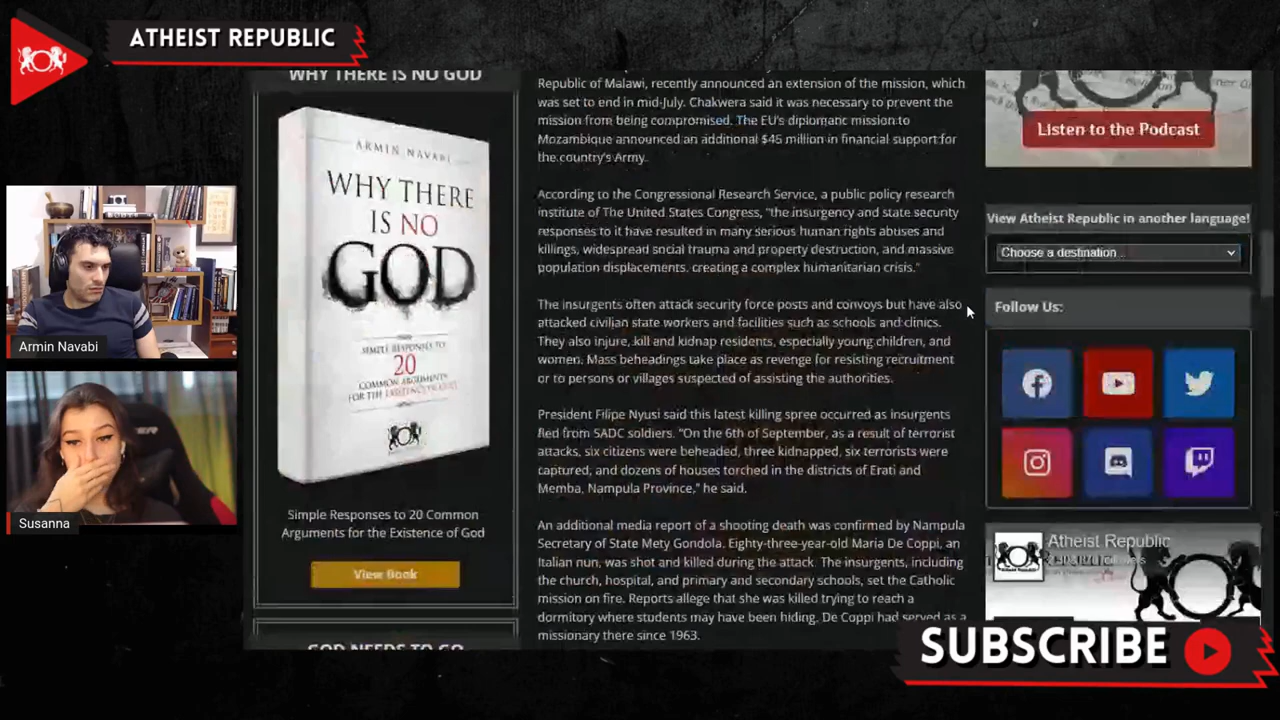 ATHEIST REPUBLIC
WHY THERE IS NO GOD
ARMIN NAVABI
WHY THERE
IS NO
GOD
SIMPLE RESPONSES TO
20
COMMON ARGUMENTS
FOR THE EXISTENCE OF GOD
Simple Responses to 20 Common
Arguments for the Existence of God
View Book
GOD NEEDS TO GO
Republic of Malawi, recently announced an extension of the mission, which
was set to end in mid-July. Chakwera said it was necessary to prevent the
mission from being compromised. The EU's diplomatic mission to
Mozambique announced an additional $45 million in financial support for
the country's Army.
According to the Congressional Research Service, a public policy research
institute of The United States Congress, "the insurgency and state security
responses to it have resulted in many serious human rights abuses and
killings, widespread social trauma and property destruction, and massive
population displacements, creating a complex humanitarian crisis."
The insurgents often attack security force posts and convoys but have also
attacked civilian state workers and facilities such as schools and clinics.
They also injure, kill and kidnap residents, especially young children, and
women. Mass beheadings take place as revenge for resisting recruitment
or to persons or villages suspected of assisting the authorities.
President Filipe Nyusi said this latest killing spree occurred as insurgents
fled from SADC soldiers. "On the 6th of September, as a result of terrorist
attacks, six citizens were beheaded, three kidnapped, six terrorists were
captured, and dozens of houses torched in the districts of Erati and
Memba, Nampula Province," he said.
An additional media report of a shooting death was confirmed by Nampula
Secretary of State Mety Gondola. Eighty-three-year-old Maria De Coppi, an
Italian nun, was shot and killed during the attack. The insurgents, including
the church, hospital, and primary and secondary schools, set the Catholic
mission on fire. Reports allege that she was killed trying to reach a
dormitory where students may have been hiding. De Coppi had served as a
missionary there since 1963.
Listen to the Podcast
View Atheist Republic in another language!
Choose a destination
Follow Us:
Atheist Republic
Armin Navabi
Susanna
SUBSCRIBE